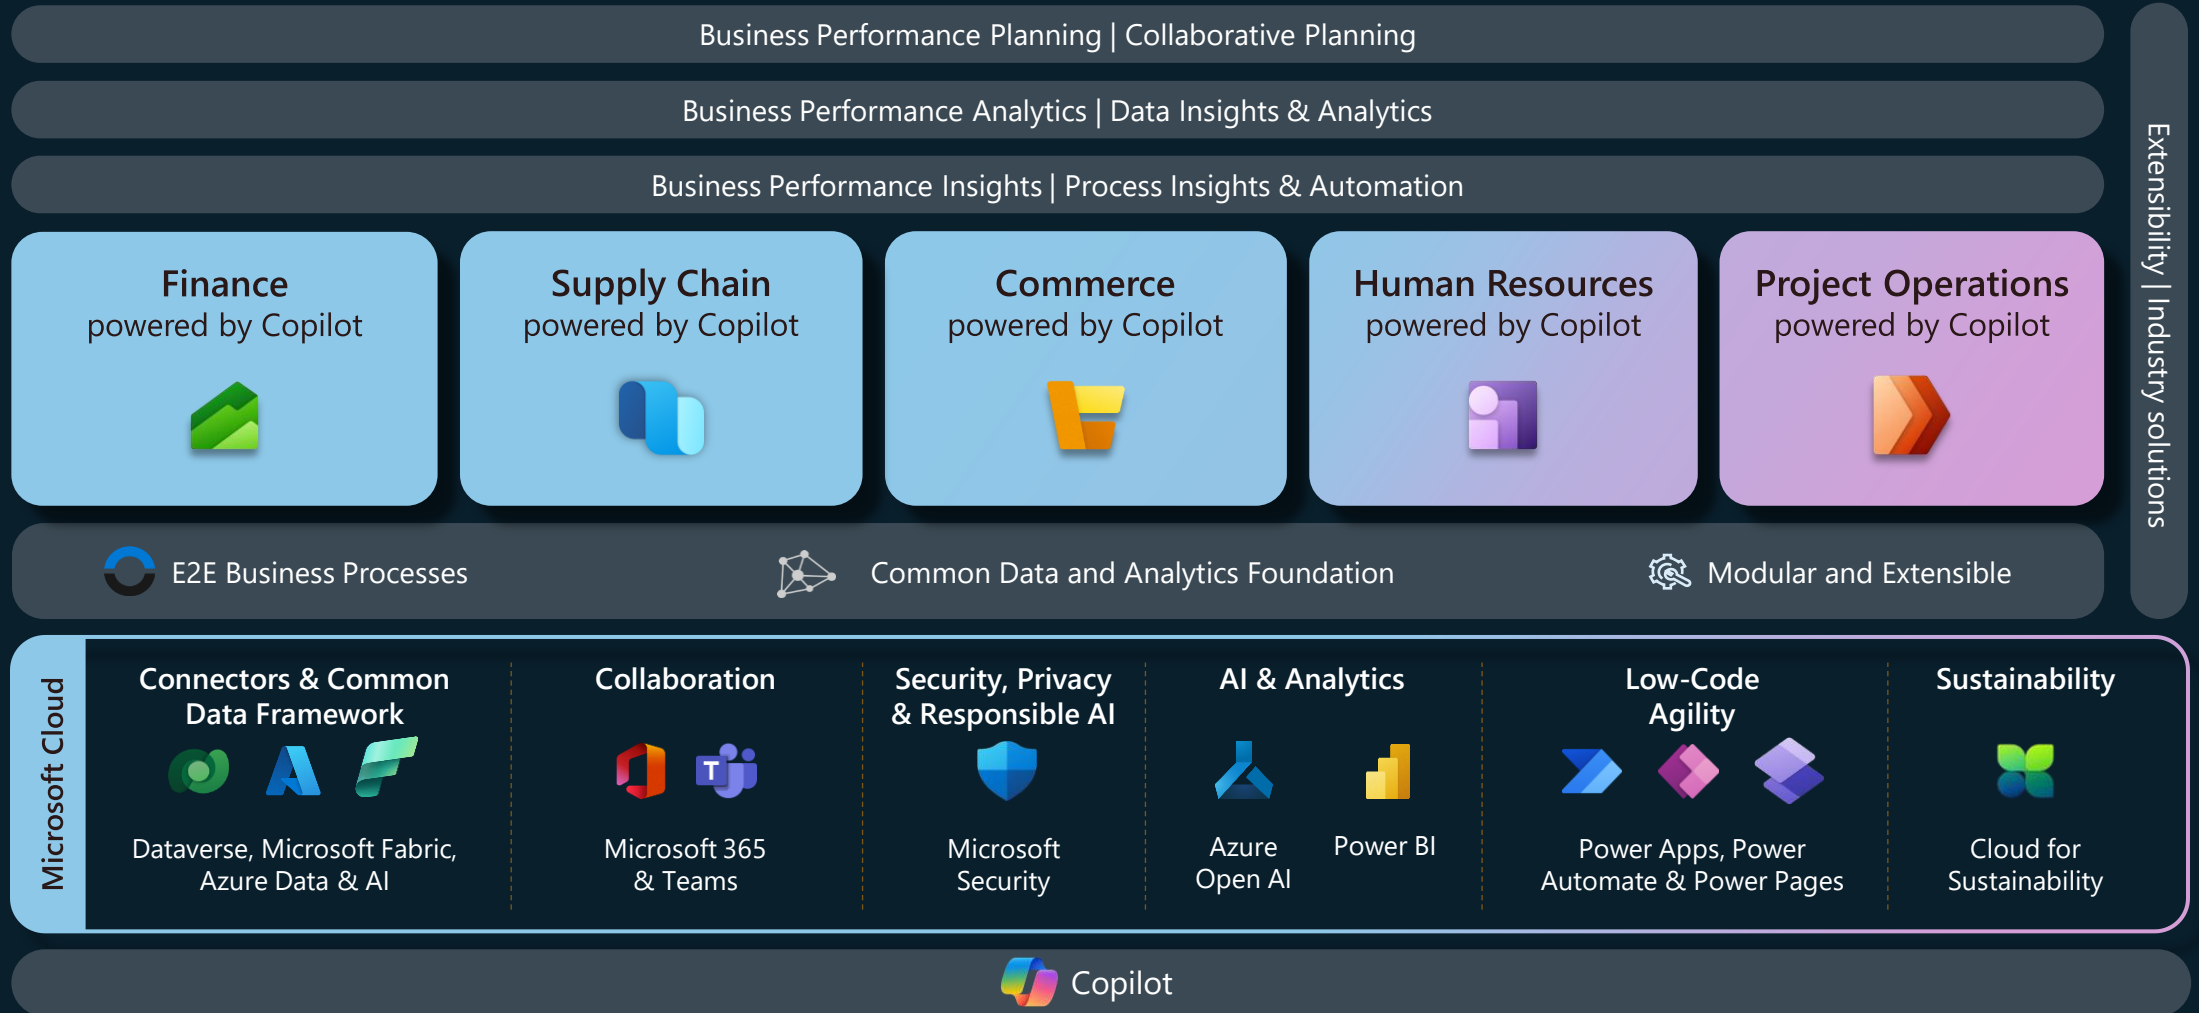 Business Performance Planning | Collaborative Planning
Business Performance Analytics | Data Insights & Analytics
Business Performance Insights | Process Insights & Automation
Extensibility | Industry solutions
Finance
powered by Copilot
Supply Chain
powered by Copilot
Commerce
powered by Copilot
Human Resources
powered by Copilot
Project Operations
powered by Copilot
E2E Business Processes
Common Data and Analytics Foundation
Modular and Extensible
Microsoft Cloud
Connectors & Common
Data Framework
Dataverse, Microsoft Fabric,
Azure Data & AI
Collaboration
T
Microsoft 365
& Teams
Security, Privacy
& Responsible AI
Microsoft
Security
AI & Analytics
Azure
Open AI
Power BI
Low-Code
Agility
Power Apps, Power
Automate & Power Pages
Sustainability
Cloud for
Sustainability
Copilot